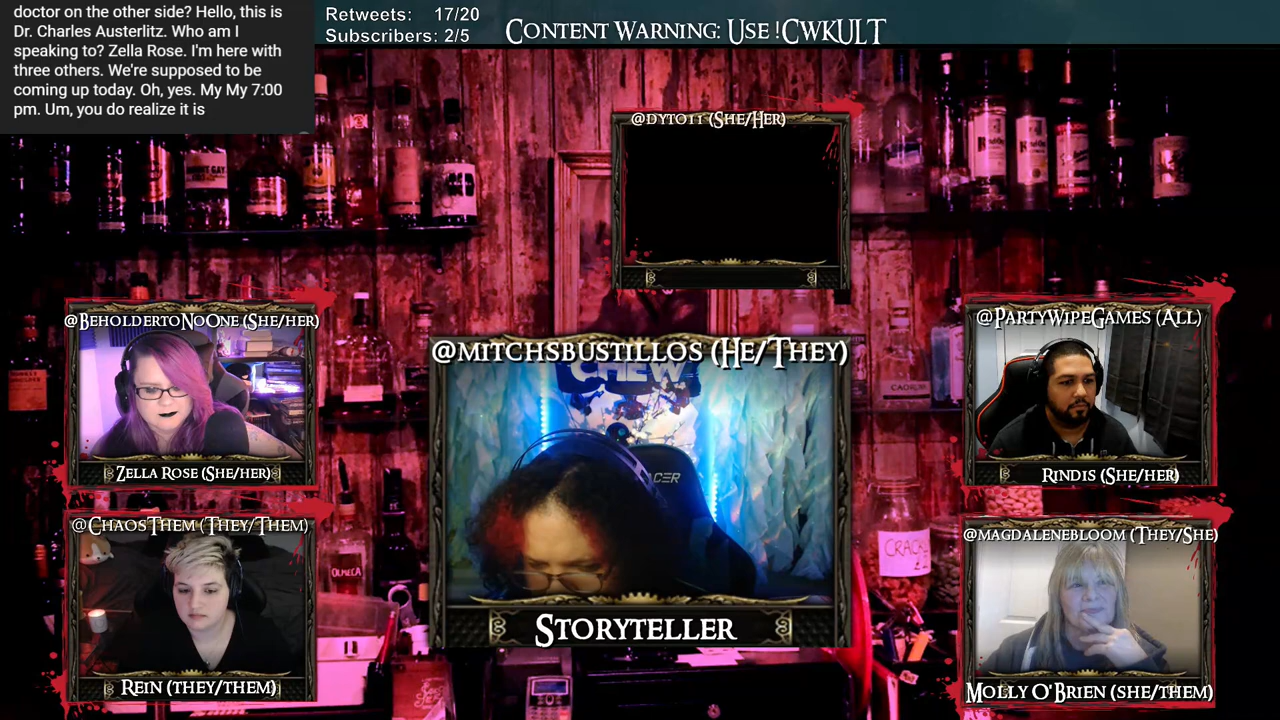 doctor on the other side? Hello, this is
Dr. Charles Austerlitz. Who am I
speaking to? Zella Rose. I'm here with
three others. We're supposed to be
coming up today. Oh, yes. My My 7:00
pm. Um, you do realize it is
Retweets: 17/20
Subscribers: 2/5
Content Warning: Use !CWKULT
@dyto11 (She/Her)
@BeholdertoNoOne (She/her)
Zella Rose (She/her)
@mitchsbustillos (He/They)
CHEW
Storyteller
@PartyWipeGames (All)
Rindis (She/her)
@ChaosThem (They/Them)
Rein (they/them)
@magdalenebloom (They/She)
Molly O'Brien (she/them)
OLMECA
CRACK